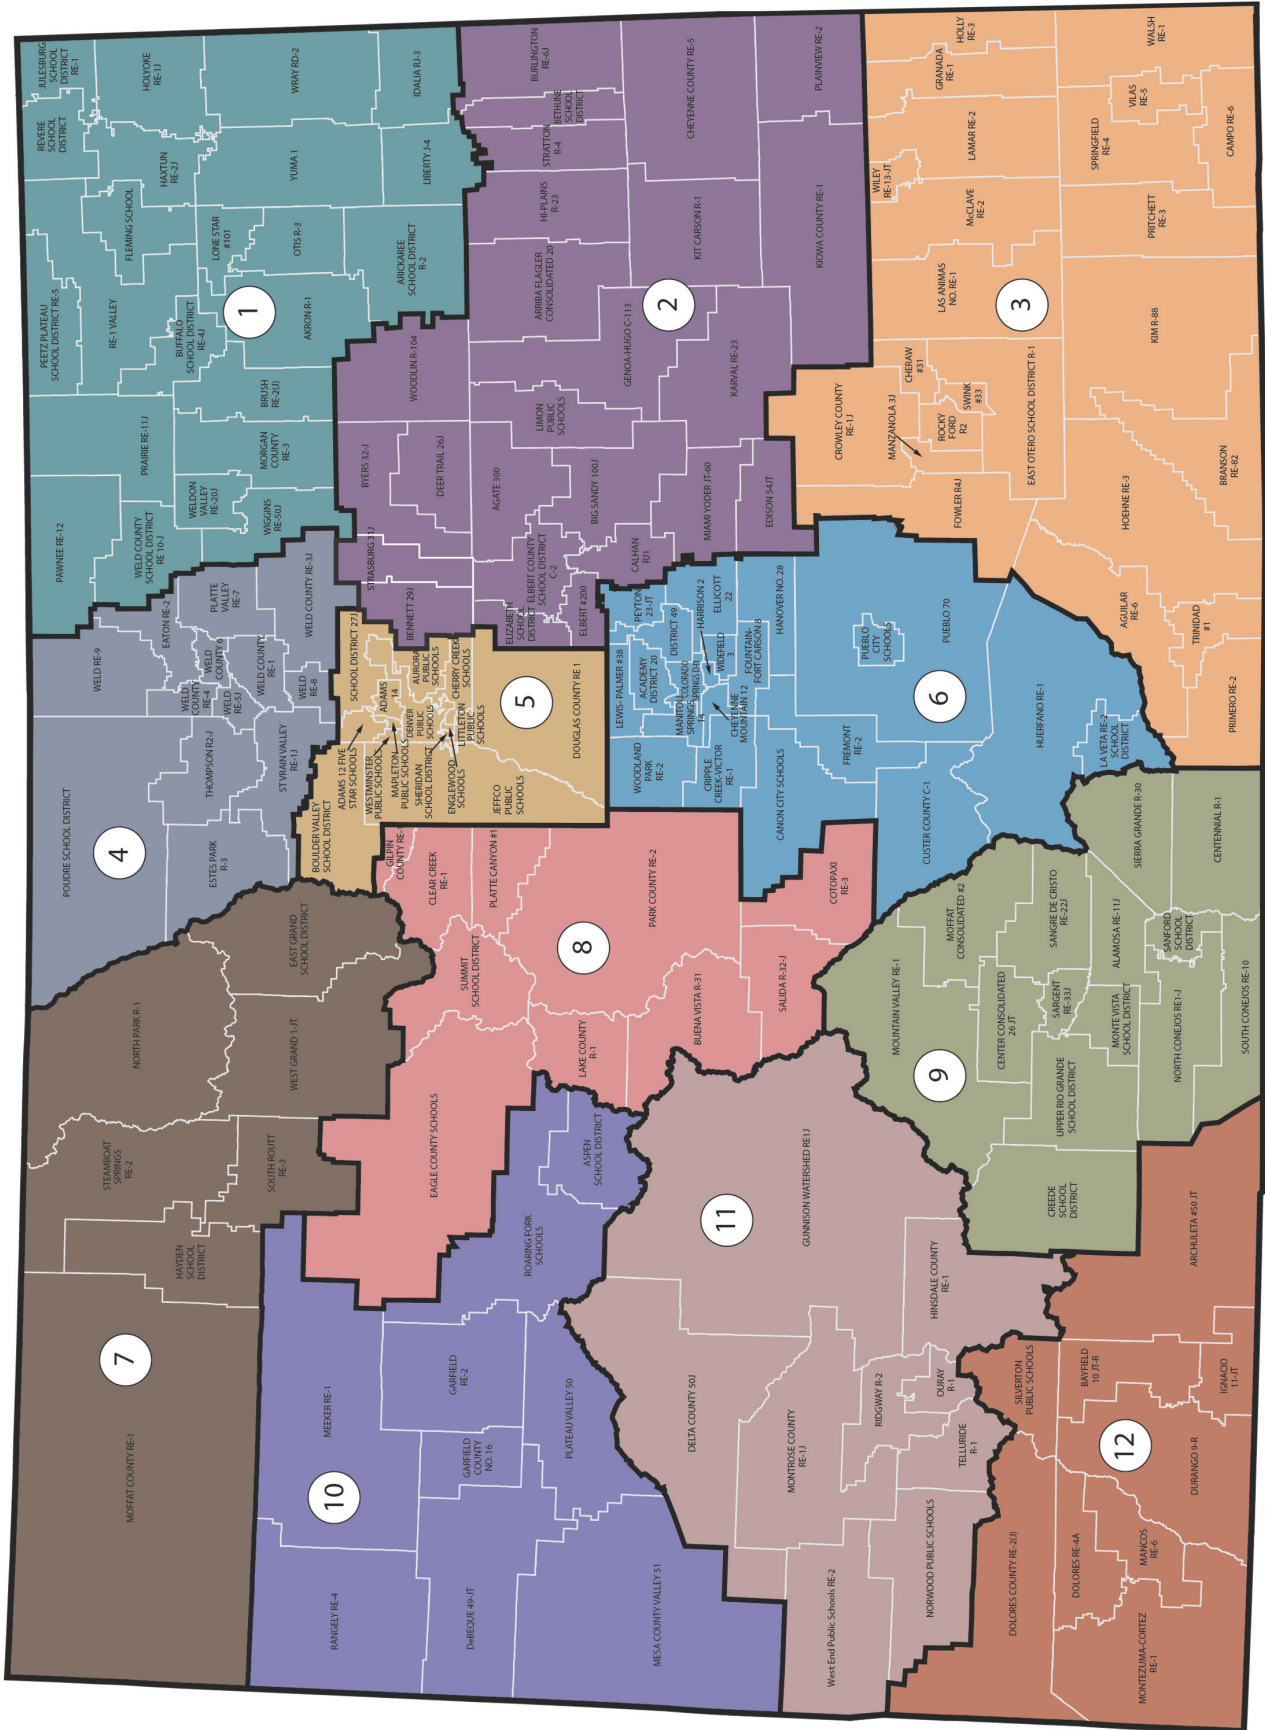 MOFFAT COUNTY RE-1
7
HAYDEN
SCHOOL
DISTRICT
STEAMBOAT
SPRINGS
RE-2
SOUTH ROUTT
RE-3
NORTH PARK R-1
WEST GRAND 1-JT
EAST GRAND
SCHOOL DISTRICT
POUDRE SCHOOL DISTRICT
4
ESTES PARK
R-3
THOMPSON R2-J
ST VRAIN VALLEY
RE-1J
WELD RE-9
EATON RE-2
WELD
COUNTY
RE-4
WELD
COUNTY 6
WELD
RE-5J
PLATTE
VALLEY
RE-7
WELD COUNTY
RE-1
WELD
RE-8
WELD COUNTY RE-3J
PAWNEE RE-12
WELD COUNTY
SCHOOL DISTRICT
RE 10-J
PRAIRIE RE-11J
WELDON
VALLEY
RE-20J
WIGGINS
RE-50J
MORGAN
COUNTY
RE-3
BRUSH
RE-2(J)
PEETZ PLATEAU
SCHOOL DISTRICT RE-5
RE-1 VALLEY
BUFFALO
SCHOOL DISTRICT
RE-4J
1
AKRON R-1
FLEMING SCHOOL
LONE STAR
#101
OTIS R-3
ARICKAREE
SCHOOL DISTRICT
R-2
REVERE
SCHOOL
DISTRICT
HAXTUN
RE-2J
YUMA 1
LIBERTY J-4
JULESBURG
SCHOOL
DISTRICT
RE-1
HOLYOKE
RE-1J
WRAY RD-2
IDALIA RJ-3
RANGELY RE-4
MEEKER RE-1
10
DeBEQUE 49-JT
GARFIELD
COUNTY
NO. 16
GARFIELD
RE-2
PLATEAU VALLEY 50
MESA COUNTY VALLEY 51
ROARING FORK
SCHOOLS
ASPEN
SCHOOL DISTRICT
EAGLE COUNTY SCHOOLS
SUMMIT
SCHOOL DISTRICT
LAKE COUNTY
R-1
8
GILPIN
COUNTY RE-1
CLEAR CREEK
RE-1
PLATTE CANYON #1
PARK COUNTY RE-2
BUENA VISTA R-31
SALIDA R-32-J
COTOPAXI
RE-3
BOULDER VALLEY
SCHOOL DISTRICT
ADAMS 12 FIVE
STAR SCHOOLS
WESTMINSTER
PUBLIC SCHOOLS
MAPLETON
PUBLIC SCHOOLS
SHERIDAN
SCHOOL DISTRICT
ENGLEWOOD
SCHOOLS
JEFFCO
PUBLIC
SCHOOLS
SCHOOL DISTRICT 27J
ADAMS
14
DENVER
PUBLIC
SCHOOLS
AURORA
PUBLIC
SCHOOLS
CHERRY CREEK
SCHOOLS
LITTLETON
PUBLIC
SCHOOLS
5
DOUGLAS COUNTY RE 1
STRASBURG 31J
BENNETT 29J
BYERS 32-J
DEER TRAIL 26J
WOODLIN R-104
AGATE 300
ELIZABETH
SCHOOL
DISTRICT
ELBERT COUNTY
SCHOOL DISTRICT
C-2
ELBERT #200
BIG SANDY 100J
CALHAN
RJ1
MIAMI YODER JT-60
EDISON 54JT
LIMON
PUBLIC
SCHOOLS
GENOA-HUGO C-113
KARVAL RE-23
ARRIBA FLAGLER
CONSOLIDATED 20
2
HI-PLAINS
R-23
STRATTON
R-4
BETHUNE
SCHOOL
DISTRICT
BURLINGTON
RE-6J
KIT CARSON R-1
CHEYENNE COUNTY RE-5
KIOWA COUNTY RE-1
PLAINVIEW RE-2
WOODLAND
PARK
RE-2
CRIPPLE
CREEK-VICTOR
RE-1
LEWIS-PALMER #38
ACADEMY
DISTRICT 20
MANITOU
SPRINGS
14
COLORADO
SPRINGS D-11
CHEYENNE
MOUNTAIN 12
PEYTON
23-JT
DISTRICT 49
HARRISON 2
WIDEFIELD
3
ELLICOTT
22
FOUNTAIN-
FORT CARSON 8
HANOVER NO. 28
CANON CITY SCHOOLS
FREMONT
RE-2
CUSTER COUNTY C-1
6
PUEBLO
CITY
SCHOOLS
PUEBLO 70
HUERFANO RE-1
LA VETA RE-2
SCHOOL
DISTRICT
CROWLEY COUNTY
RE-1J
MANZANOLA 3J
FOWLER R4J
ROCKY
FORD
R2
CHERAW
#31
SWINK
#33
EAST OTERO SCHOOL DISTRICT R-1
LAS ANIMAS
NO. RE-1
3
WILEY
RE-13-JT
McCLAVE
RE-2
LAMAR RE-2
GRANADA
RE-1
HOLLY
RE-3
HOEHNE RE-3
AGUILAR
RE-6
TRINIDAD
#1
PRIMERO RE-2
BRANSON
RE-82
KIM R-88
PRITCHETT
RE-3
SPRINGFIELD
RE-4
VILAS
RE-5
WALSH
RE-1
CAMPO RE-6
MOUNTAIN VALLEY RE-1
MOFFAT
CONSOLIDATED #2
9
CENTER CONSOLIDATED
26 JT
SARGENT
RE-33J
SANGRE DE CRISTO
RE-22J
CREEDE
SCHOOL
DISTRICT
UPPER RIO GRANDE
SCHOOL DISTRICT
MONTE VISTA
SCHOOL DISTRICT
ALAMOSA RE-11J
SIERRA GRANDE R-30
NORTH CONEJOS RE1-J
SANFORD
SCHOOL
DISTRICT
CENTENNIAL R-1
SOUTH CONEJOS RE-10
11
GUNNISON WATERSHED RE1J
DELTA COUNTY 50J
MONTROSE COUNTY
RE-1J
West End Public Schools RE-2
NORWOOD PUBLIC SCHOOLS
RIDGWAY R-2
OURAY
R-1
TELLURIDE
R-1
HINSDALE COUNTY
RE-1
DOLORES COUNTY RE-2(J)
DOLORES RE-4A
MONTEZUMA-CORTEZ
RE-1
MANCOS
RE-6
12
SILVERTON
PUBLIC SCHOOLS
DURANGO 9-R
BAYFIELD
10 JT-R
IGNACIO
11-JT
ARCHULETA #50 JT